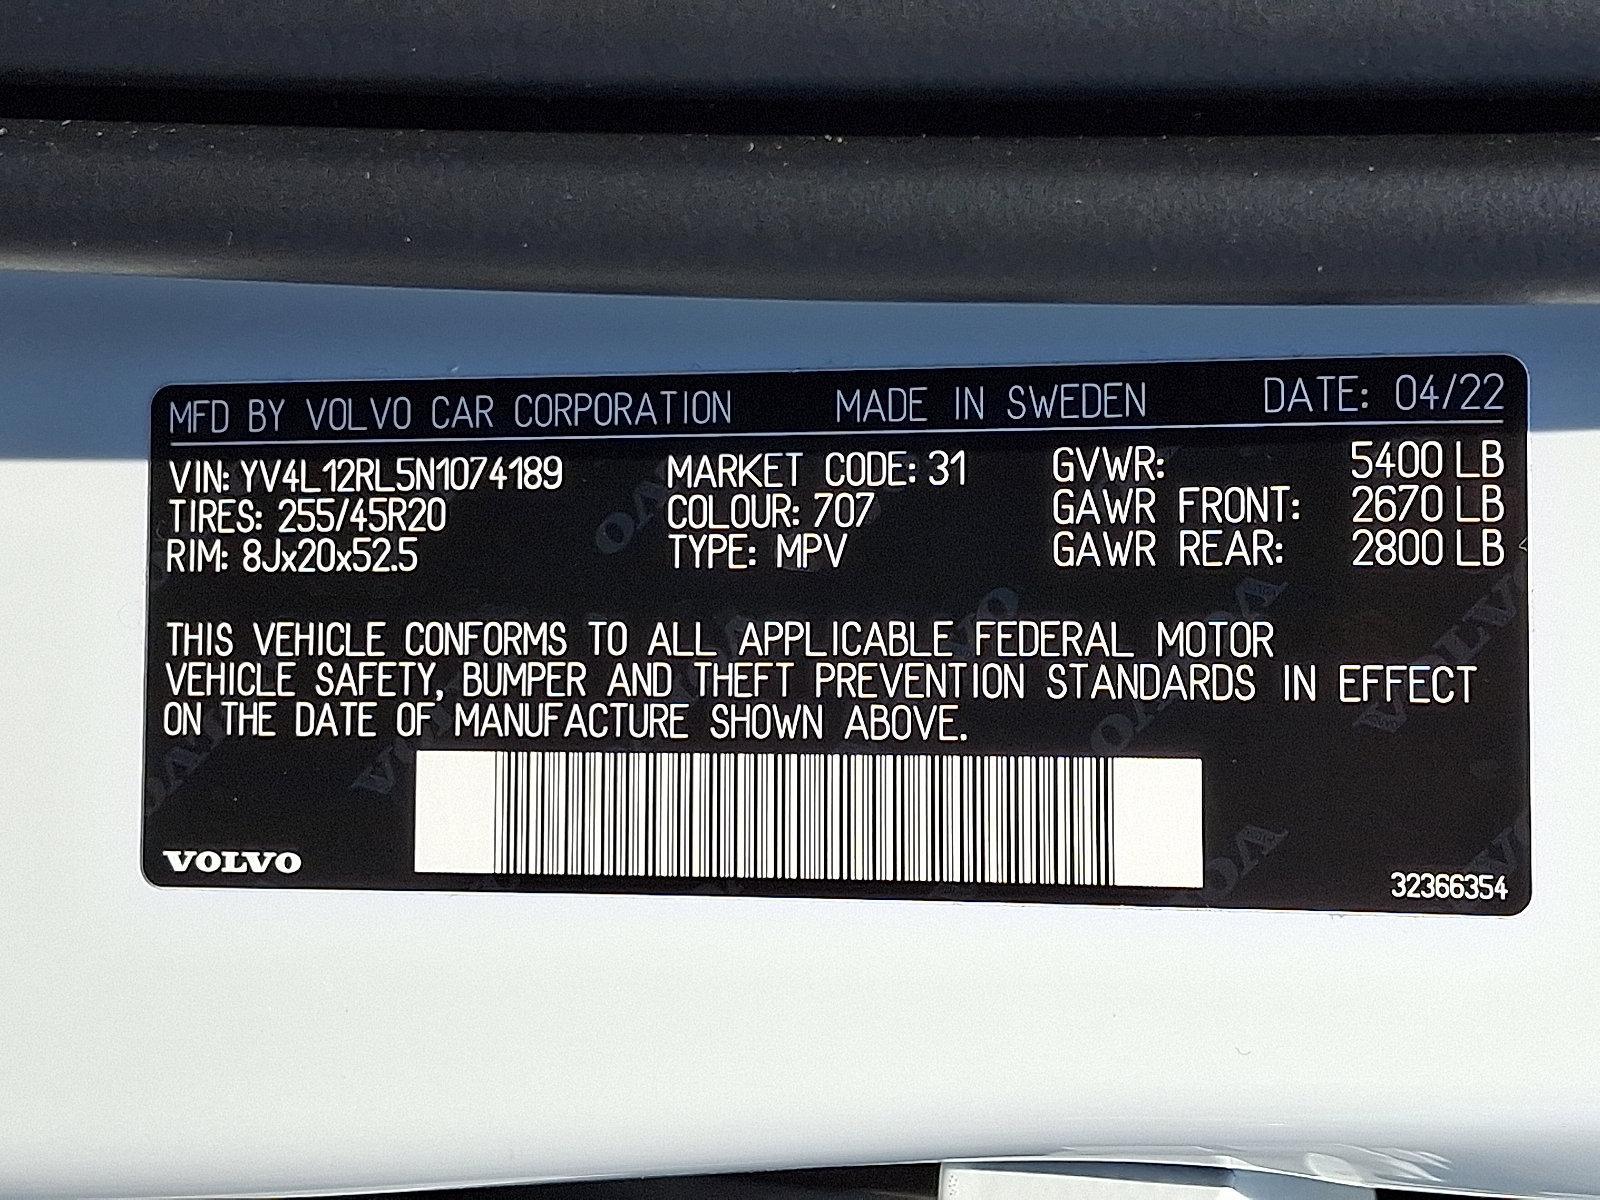 MFD BY VOLVO CAR CORPORATION MADE IN SWEDEN DATE: 04/22
VIN: YV4L12RL5N1074189 MARKET CODE: 31 GVWR: 5400 LB
TIRES: 255/45R20 COLOUR: 707 GAWR FRONT: 2670 LB
RIM: 8Jx20x52.5 TYPE: MPV GAWR REAR: 2800 LB
THIS VEHICLE CONFORMS TO ALL APPLICABLE FEDERAL MOTOR
VEHICLE SAFETY, BUMPER AND THEFT PREVENTION STANDARDS IN EFFECT
ON THE DATE OF MANUFACTURE SHOWN ABOVE.
VOLVO
32366354